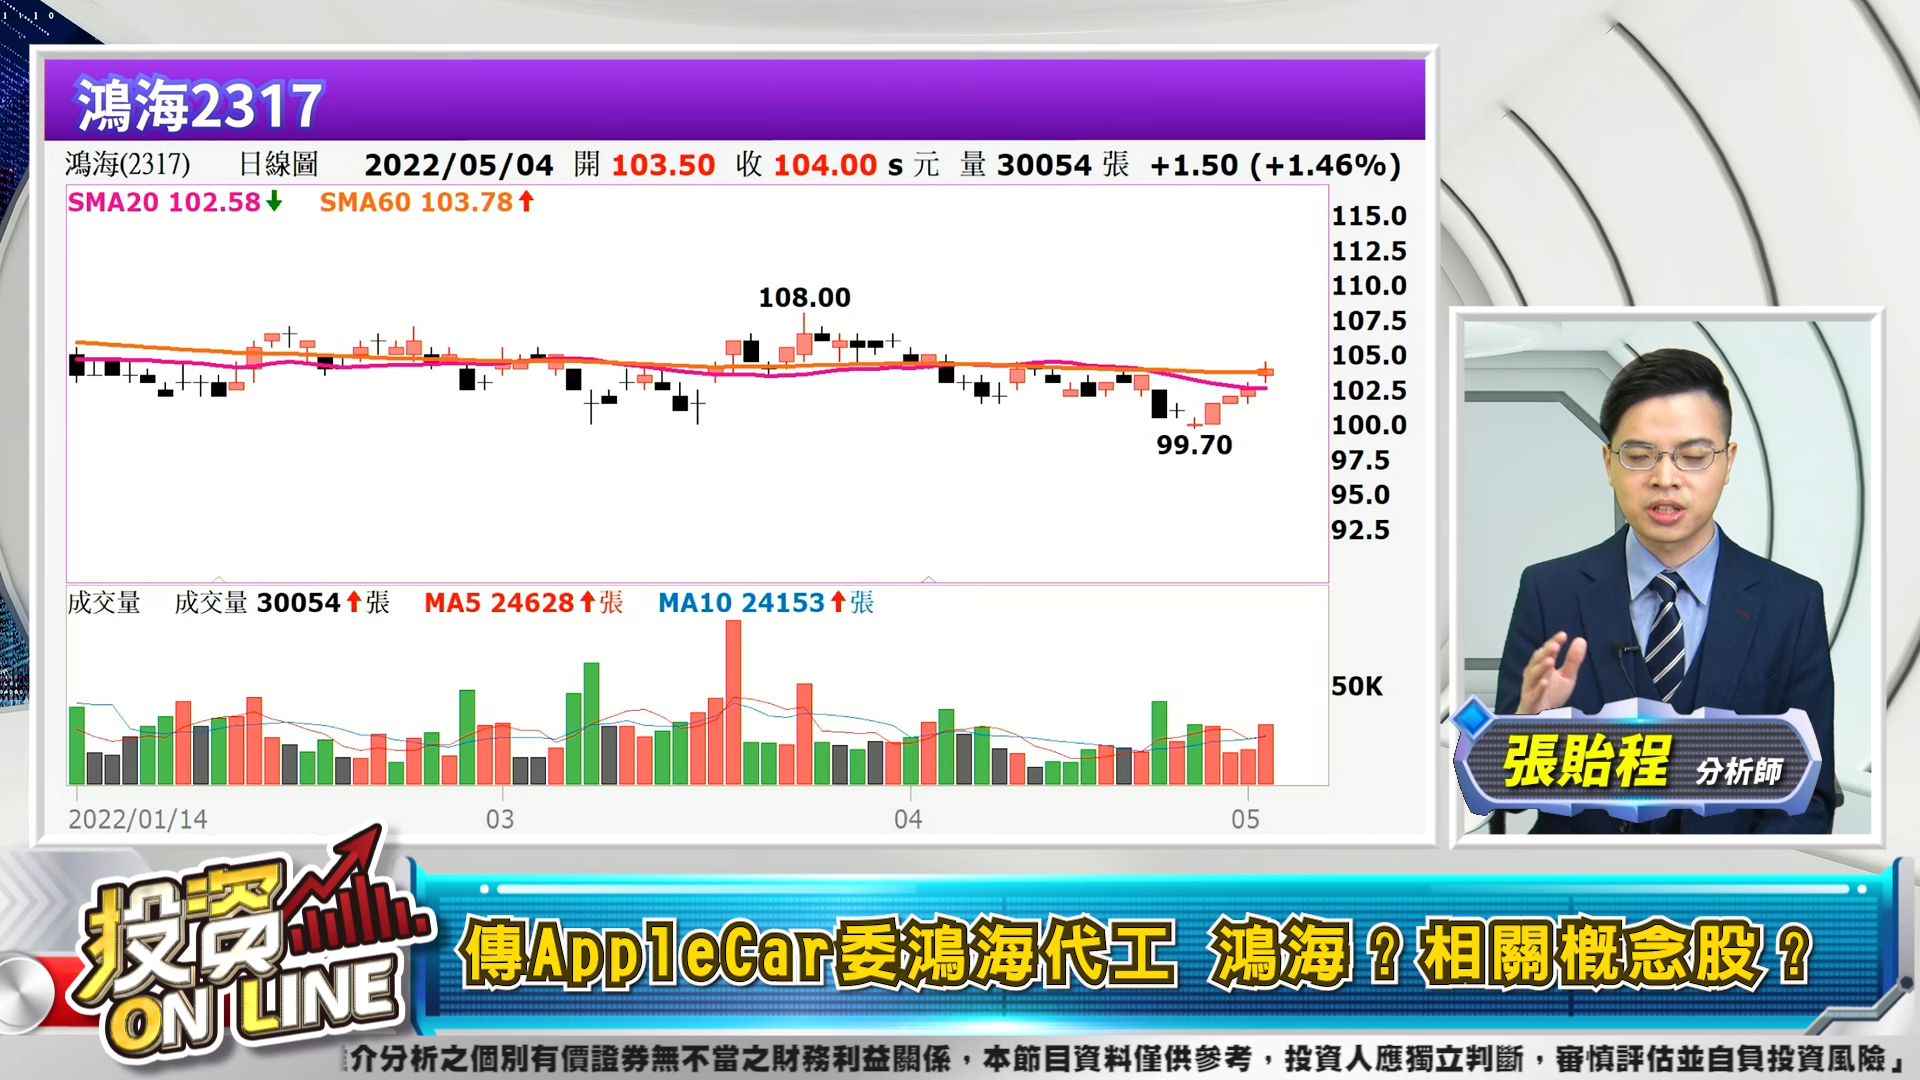 鴻海2317
鴻海(2317) 日線圖 2022/05/04 開 103.50 收 104.00 s 元 量 30054 張 +1.50 (+1.46%)
SMA20 102.58↓ SMA60 103.78↑
115.0
112.5
110.0
108.00
107.5
105.0
102.5
100.0
99.70
97.5
95.0
92.5
成交量 成交量 30054↑張 MA5 24628↑張 MA10 24153↑張
50K
2022/01/14 03 04 05
張貽程 分析師
投資
ON LINE
傳AppleCar委鴻海代工 鴻海？相關概念股？
介分析之個別有價證券無不當之財務利益關係，本節目資料僅供參考，投資人應獨立判斷，審慎評估並自負投資風險」